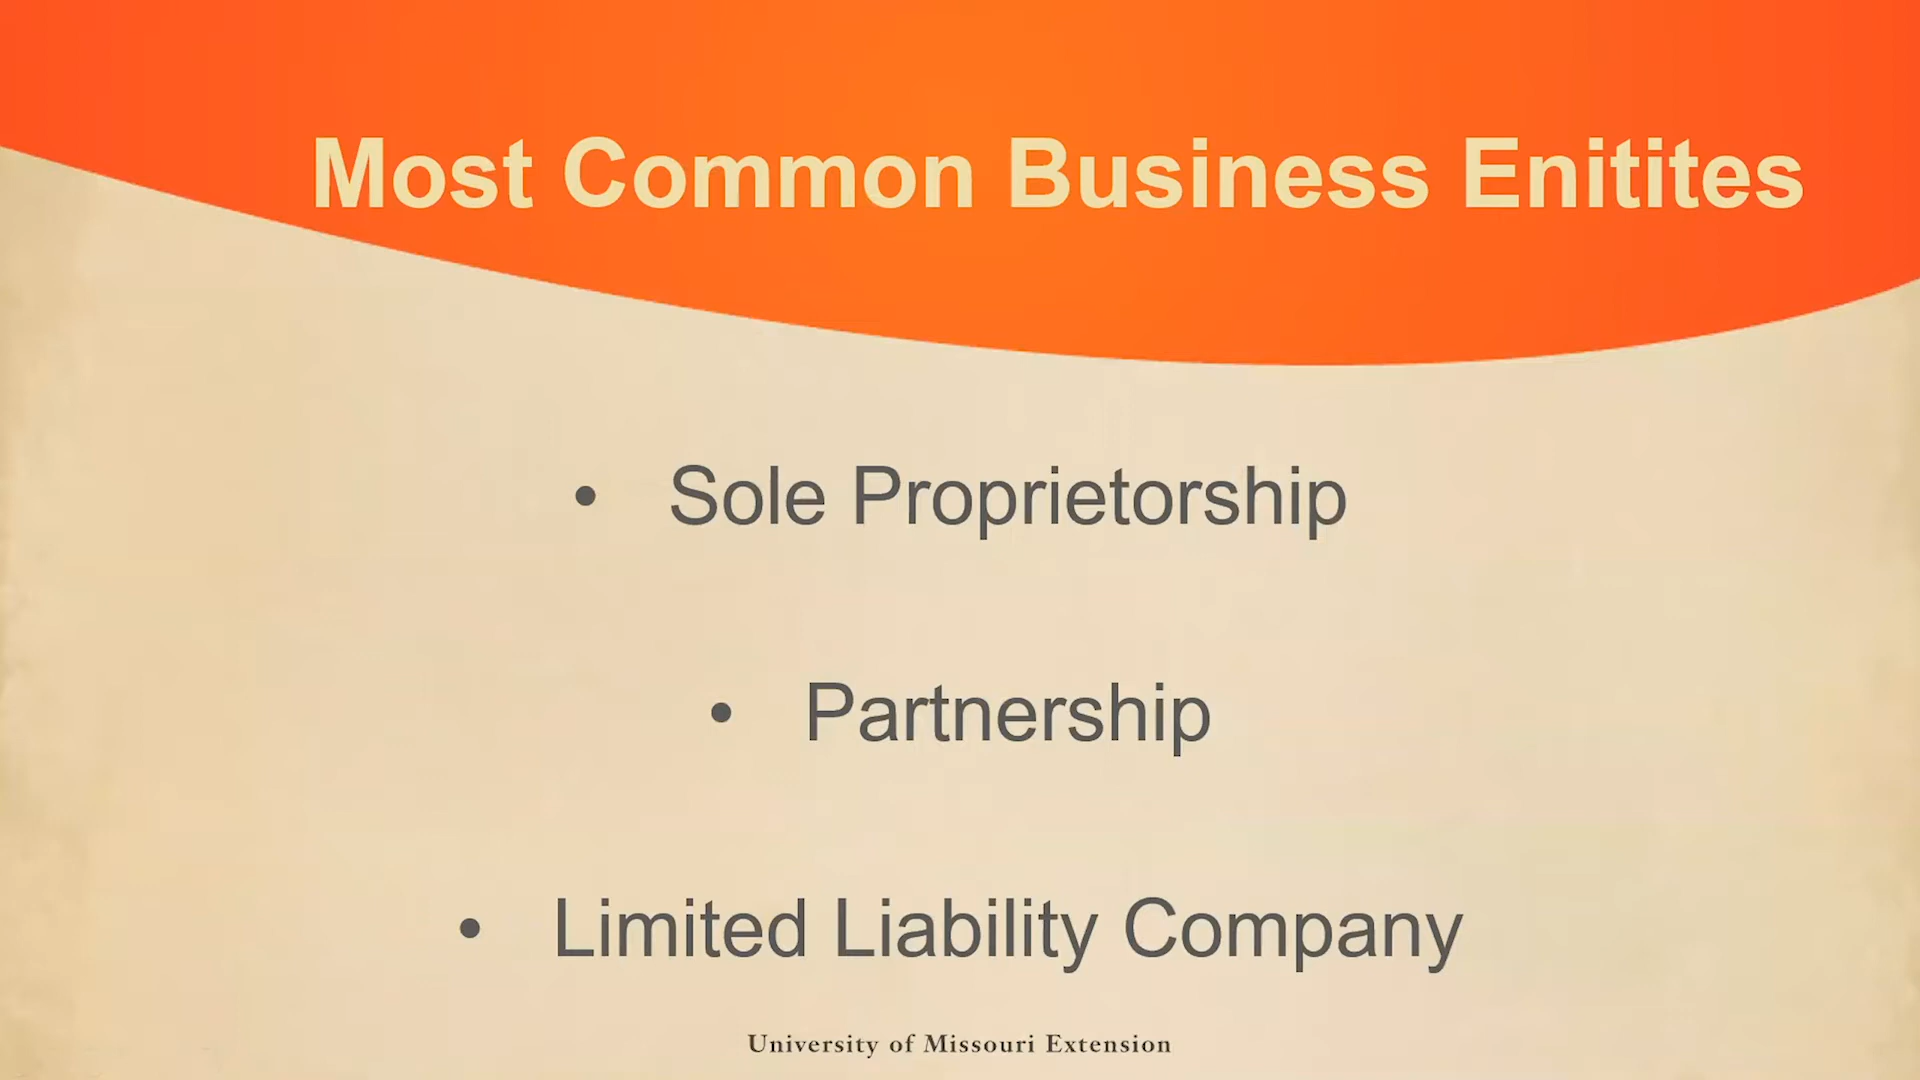 Most Common Business Enitites
• Sole Proprietorship
• Partnership
• Limited Liability Company
University of Missouri Extension